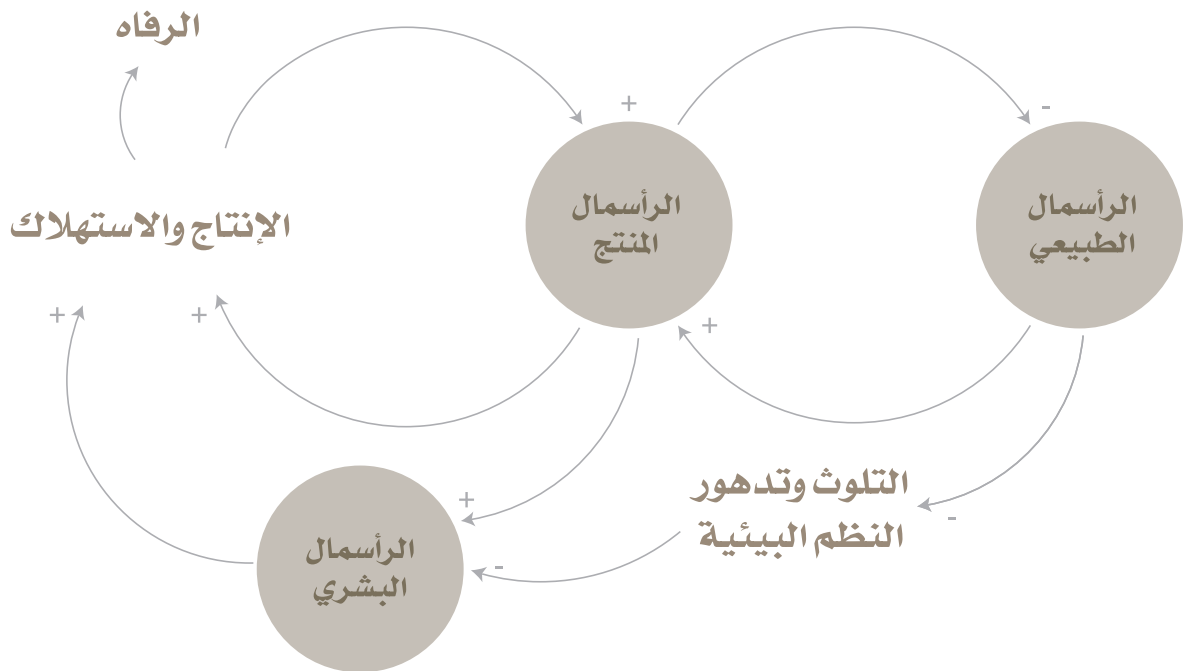 الرفاه
+
-
الرأسمال
الطبيعي
الرأسمال
المنتج
الإنتاج والاستهلاك
+
+
+
التلوث وتدهور
النظم البيئية
+
-
-
الرأسمال
البشري